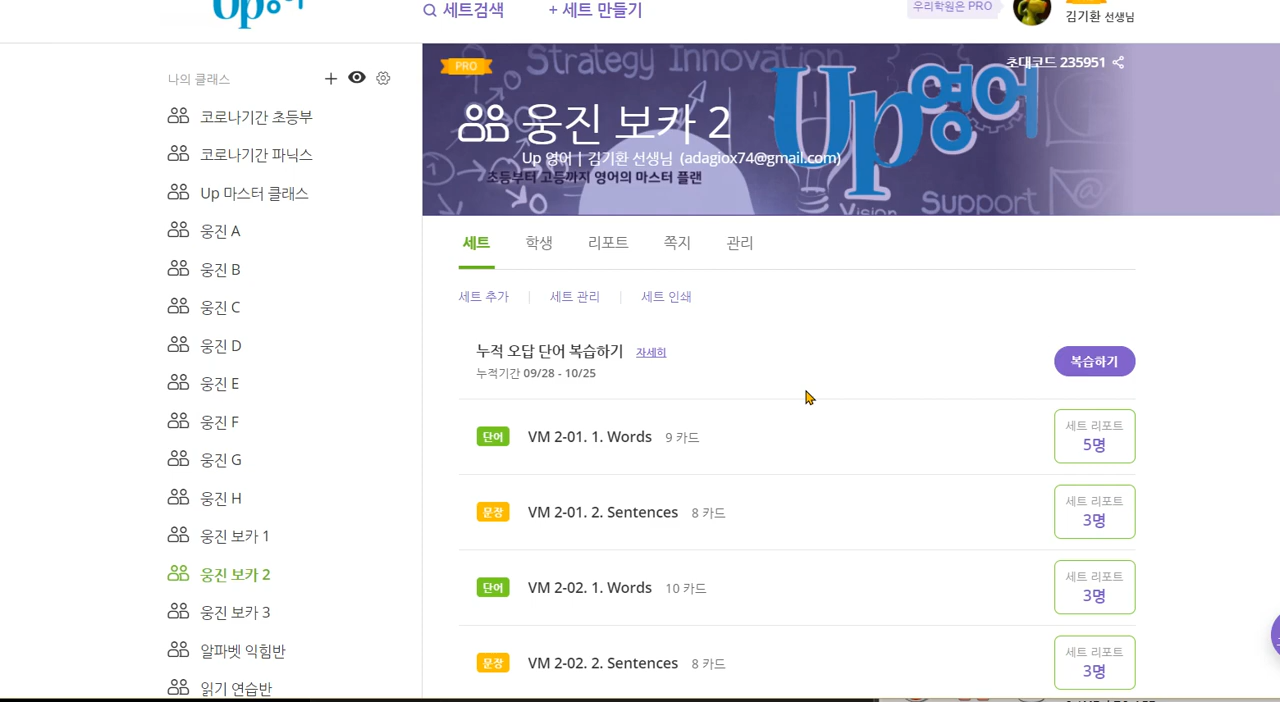 Up영어
세트검색
+ 세트 만들기
우리학원은 PRO
김기환 선생님
나의 클래스
코로나기간 초등부
코로나기간 파닉스
Up 마스터 클래스
웅진 A
웅진 B
웅진 C
웅진 D
웅진 E
웅진 F
웅진 G
웅진 H
웅진 보카 1
웅진 보카 2
웅진 보카 3
알파벳 익힘반
읽기 연습반
PRO
Strategy Innovation
초대코드 235951
Up영어
웅진 보카 2
Up 영어 | 김기환 선생님 (adagiox74@gmail.com)
초등부터 고등까지 영어의 마스터 플랜
Vision
Support
세트
학생
리포트
쪽지
관리
세트 추가
세트 관리
세트 인쇄
누적 오답 단어 복습하기 자세히
누적기간 09/28 - 10/25
복습하기
단어 VM 2-01. 1. Words 9 카드
세트 리포트
5명
문장 VM 2-01. 2. Sentences 8 카드
세트 리포트
3명
단어 VM 2-02. 1. Words 10 카드
세트 리포트
3명
문장 VM 2-02. 2. Sentences 8 카드
세트 리포트
3명